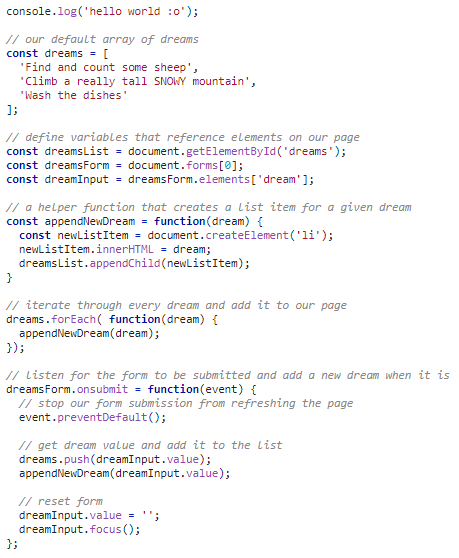 console.log('hello world :o');

// our default array of dreams
const dreams = [
  'Find and count some sheep',
  'Climb a really tall SNOWY mountain',
  'Wash the dishes'
];

// define variables that reference elements on our page
const dreamsList = document.getElementById('dreams');
const dreamsForm = document.forms[0];
const dreamInput = dreamsForm.elements['dream'];

// a helper function that creates a list item for a given dream
const appendNewDream = function(dream) {
  const newListItem = document.createElement('li');
  newListItem.innerHTML = dream;
  dreamsList.appendChild(newListItem);
}

// iterate through every dream and add it to our page
dreams.forEach( function(dream) {
  appendNewDream(dream);
});

// listen for the form to be submitted and add a new dream when it is
dreamsForm.onsubmit = function(event) {
  // stop our form submission from refreshing the page
  event.preventDefault();

  // get dream value and add it to the list
  dreams.push(dreamInput.value);
  appendNewDream(dreamInput.value);

  // reset form
  dreamInput.value = '';
  dreamInput.focus();
};